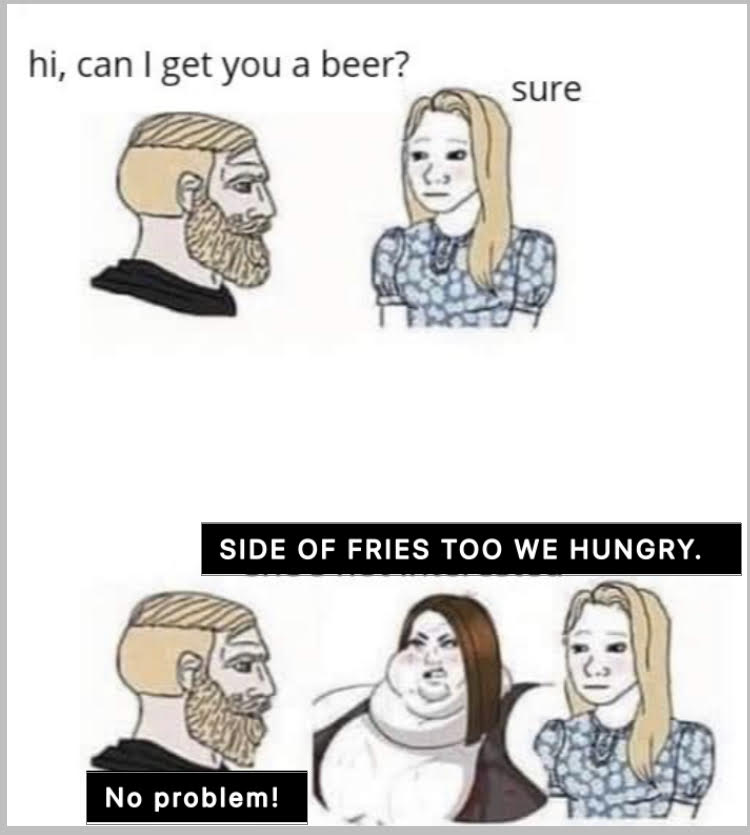 hi, can I get you a beer?
sure
SIDE OF FRIES TOO WE HUNGRY.
No problem!